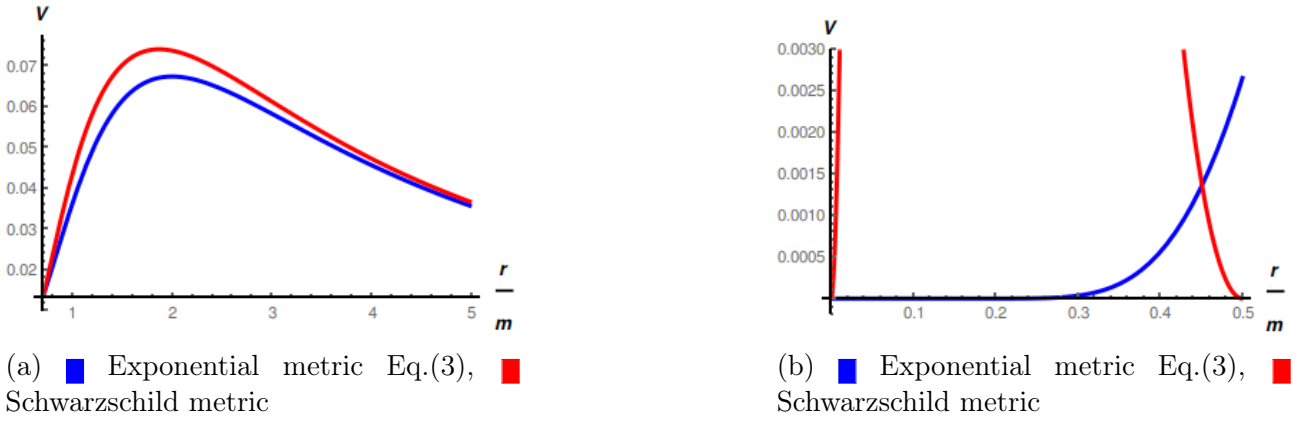 V
0.07
0.06
0.05
0.04
0.03
0.02
1 2 3 4 5
r
m
(a) Exponential metric Eq.(3),
Schwarzschild metric
V
0.0030
0.0025
0.0020
0.0015
0.0010
0.0005
0.1 0.2 0.3 0.4 0.5
r
m
(b) Exponential metric Eq.(3),
Schwarzschild metric